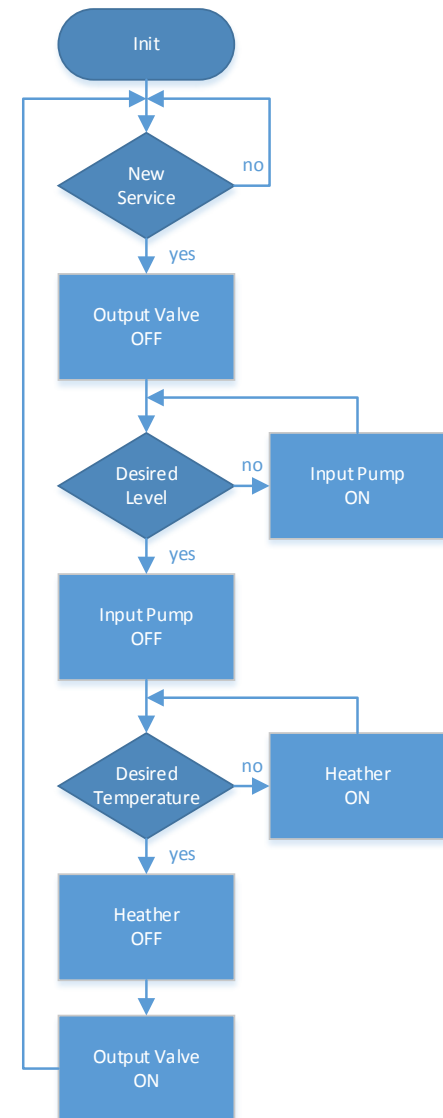 Init
New
Service
no
yes
Output Valve
OFF
Desired
Level
no
Input Pump
ON
yes
Input Pump
OFF
Desired
Temperature
no
Heather
ON
yes
Heather
OFF
Output Valve
ON